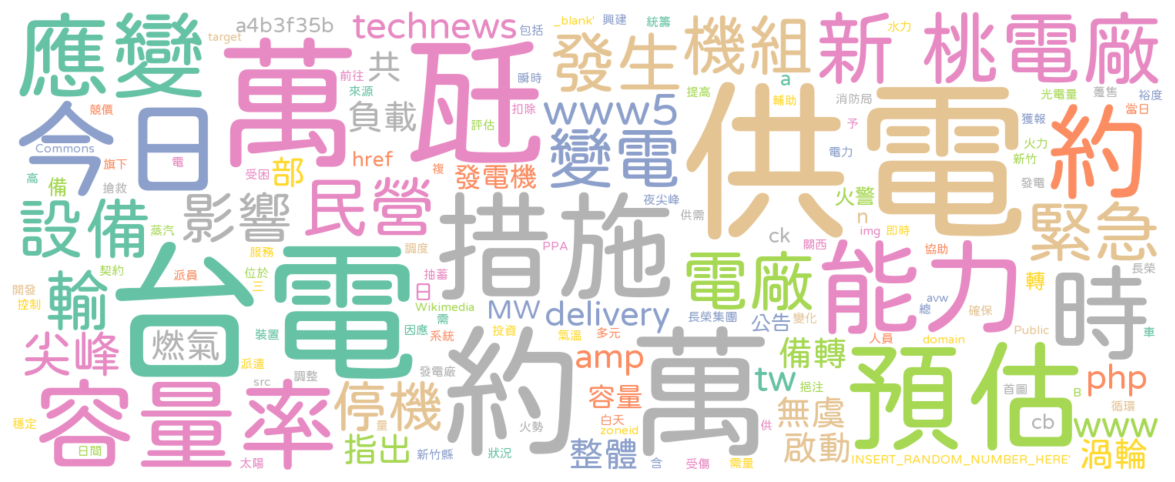 應變
萬瓩
a4b3f35b
technews
包括
_blank'
興建
統籌
機組
水力
新桃電廠
target
前往
來源
共
瞬時
發生
提高
a
輔助
消防局
光電量
躉售
裕度
當日
競價
今日
負載
評估
扣除
www5
供電
予
獲報
約
Commons
旗下
電
href
複
變電
電力
火力
新竹
高
備
搶救
受困
部
發電機
夜尖峰
火警
發電
設備
影響
民營
措施
供需
n
緊急
蒸汽
服務
調度
PPA
ck
img
即時
關西
協助
契約
派員
位於
抽蓄
電廠
能力
轉
長榮
開發
控制
輸
台電
三
日
Wikimedia
需
MW
delivery
長榮集團
公告
變化
總
avw
確保
時
尖峰
燃氣
裝置
因應
系統
投資
氣溫
多元
人員
Public
domain
車
派遣
約萬
amp
備轉
預估
src
調整
發電廠
tw
挹注
首圖
B
php
容量率
停機
容量
白天
無虞
cb
循環
穩定
量
火勢
zoneid
供
www
日間
太陽
指出
新竹縣
狀況
整體
含
受傷
需量
啟動
INSERT_RANDOM_NUMBER_HERE'
渦輪